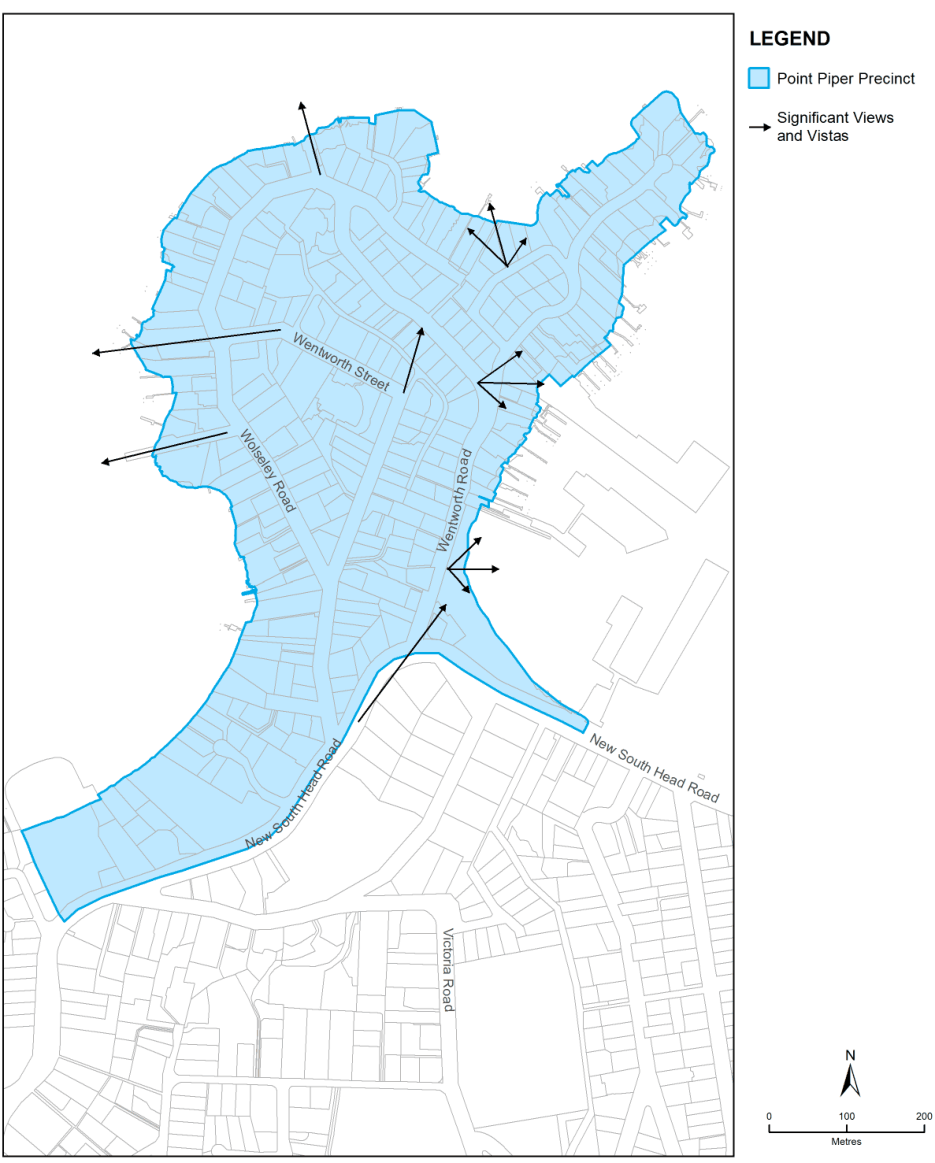 LEGEND
Point Piper Precinct
Significant Views
and Vistas
Wentworth Street
Wolseley Road
Wentworth Road
New South Head Road
New South Head Road
Victoria Road
N
0 100 200
Metres